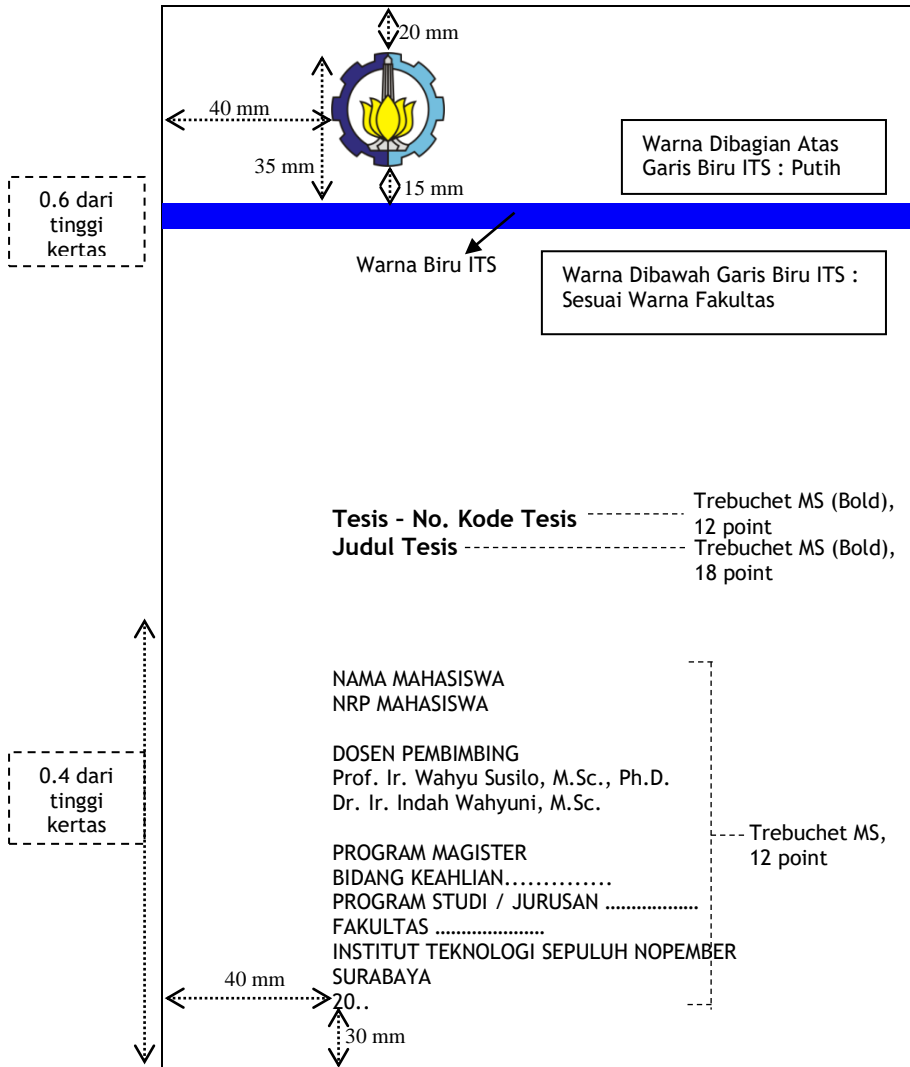 20 mm
40 mm
35 mm
15 mm
Warna Dibagian Atas
Garis Biru ITS : Putih
0.6 dari
tinggi
kertas
Warna Biru ITS
Warna Dibawah Garis Biru ITS :
Sesuai Warna Fakultas
Tesis – No. Kode Tesis
Trebuchet MS (Bold),
12 point
Judul Tesis
Trebuchet MS (Bold),
18 point
NAMA MAHASISWA
NRP MAHASISWA
DOSEN PEMBIMBING
Prof. Ir. Wahyu Susilo, M.Sc., Ph.D.
Dr. Ir. Indah Wahyuni, M.Sc.
0.4 dari
tinggi
kertas
Trebuchet MS,
12 point
PROGRAM MAGISTER
BIDANG KEAHLIAN..............
PROGRAM STUDI / JURUSAN ..................
FAKULTAS .....................
INSTITUT TEKNOLOGI SEPULUH NOPEMBER
SURABAYA
20..
40 mm
30 mm